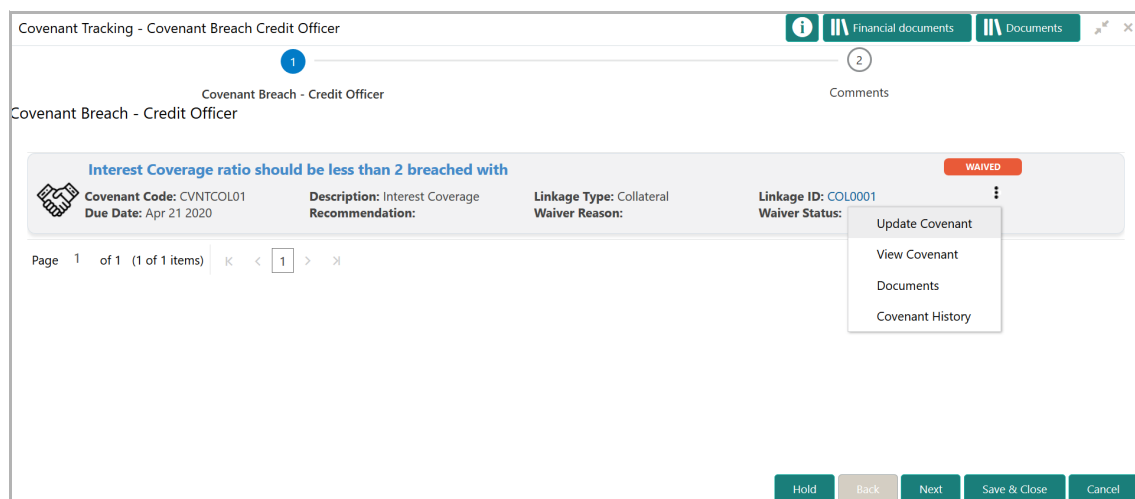 Covenant Tracking - Covenant Breach Credit Officer
i Financial documents Documents
1 2
Covenant Breach - Credit Officer Comments
Covenant Breach - Credit Officer
Interest Coverage ratio should be less than 2 breached with WAIVED
Covenant Code: CVNTCOL01 Description: Interest Coverage Linkage Type: Collateral Linkage ID: COL0001
Due Date: Apr 21 2020 Recommendation: Waiver Reason: Waiver Status:
Update Covenant
View Covenant
Documents
Covenant History
Page 1 of 1 (1 of 1 items) 1
Hold Back Next Save & Close Cancel